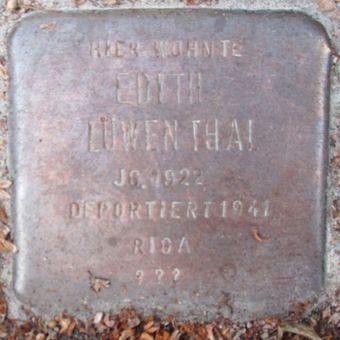 HIER WOHNTE
EDITH
LÖWENTHAL
JG. 1922
DEPORTIERT 1941
RIGA
???